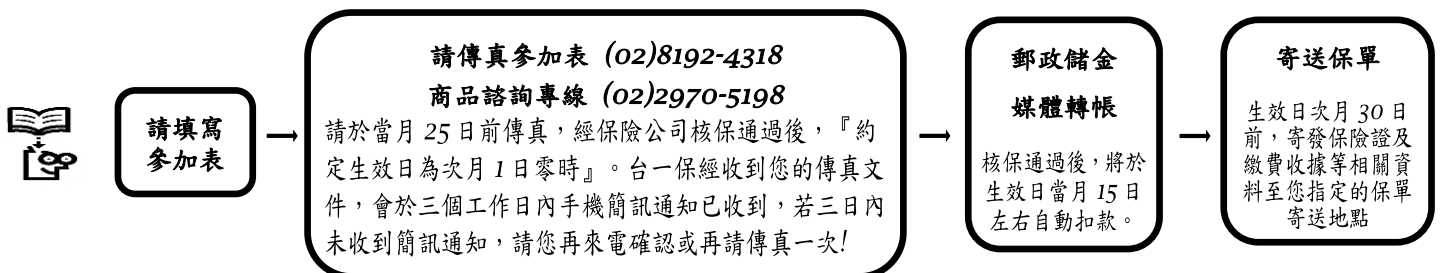 請填寫
參加表
請傳真參加表 (02)8192-4318
商品諮詢專線 (02)2970-5198
請於當月 25 日前傳真，經保險公司核保通過後，『約
定生效日為次月 1 日零時』。台一保經收到您的傳真文
件，會於三個工作日內手機簡訊通知已收到，若三日內
未收到簡訊通知，請您再來電確認或再請傳真一次!
郵政儲金
媒體轉帳
核保通過後，將於
生效日當月 15 日
左右自動扣款。
寄送保單
生效日次月 30 日
前，寄發保險證及
繳費收據等相關資
料至您指定的保單
寄送地點